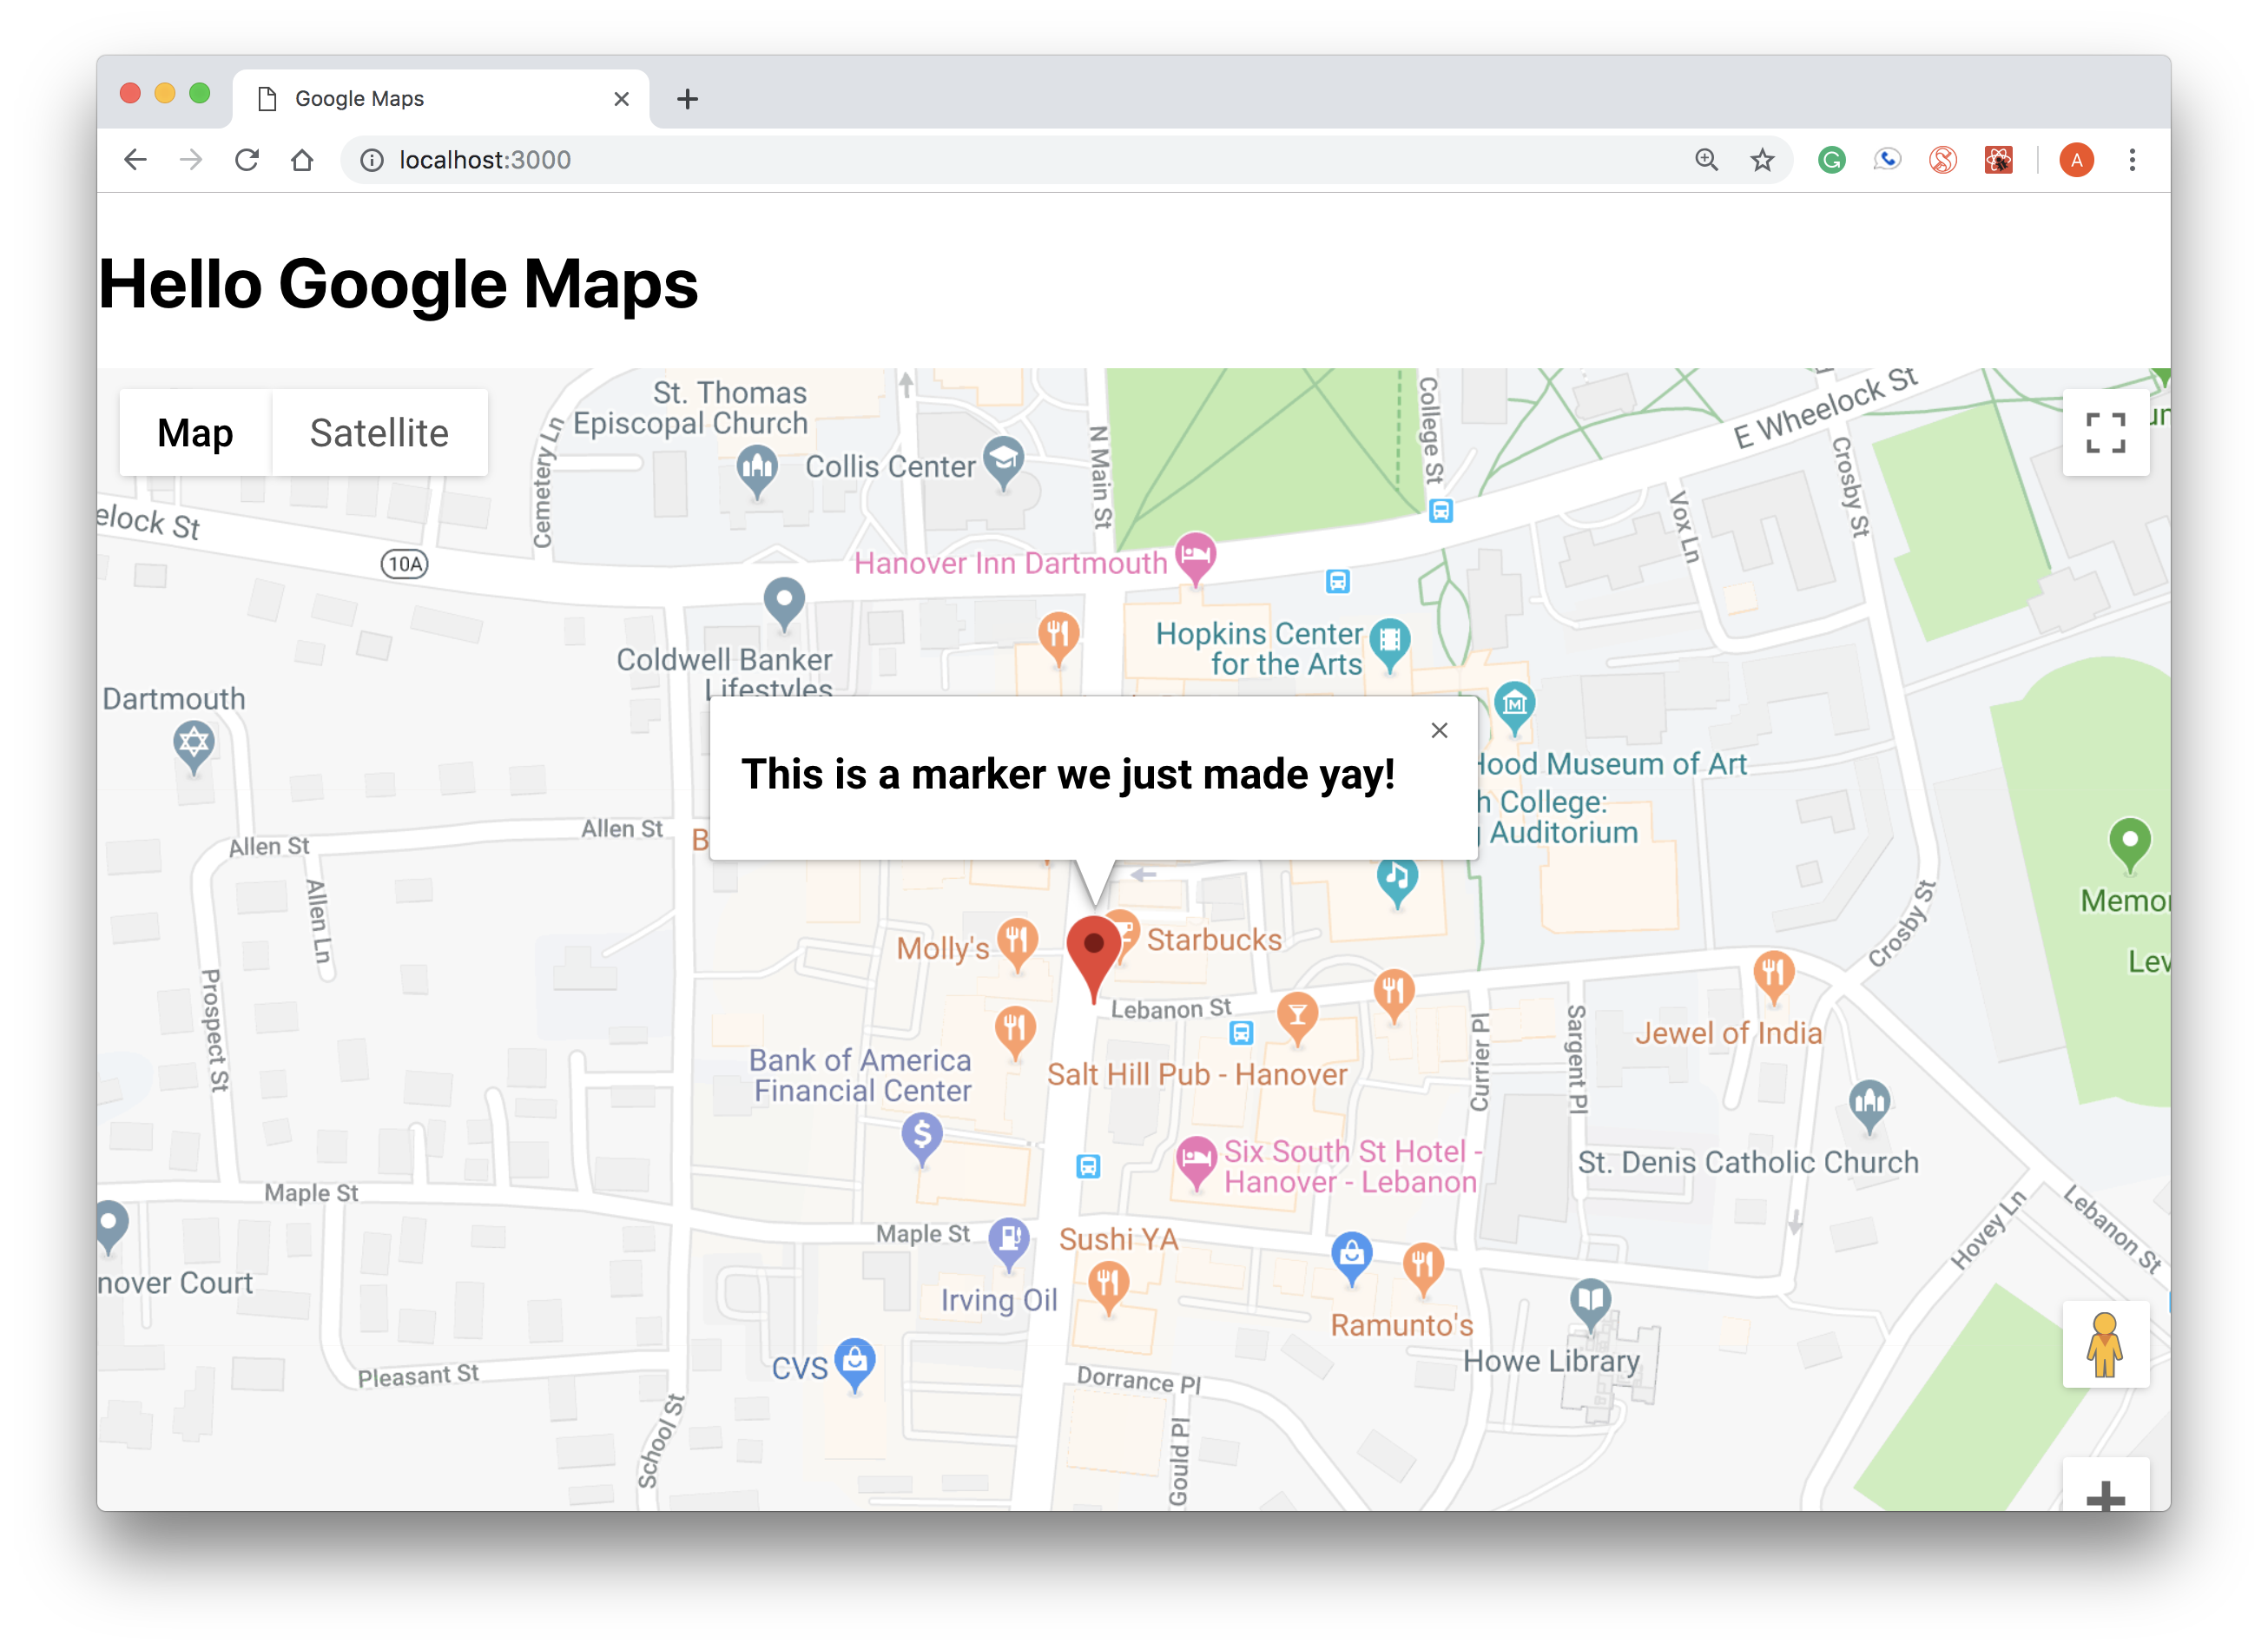 Google Maps
localhost:3000
A
Hello Google Maps
Map
Satellite
St. Thomas
Episcopal Church
Collis Center
Cemetery Ln
N Main St
College St
E Wheelock St
Crosby St
Vox Ln
elock St
10A
Hanover Inn Dartmouth
Coldwell Banker
Lifestyles
Hopkins Center
for the Arts
Dartmouth
This is a marker we just made yay!
Hood Museum of Art
h College:
Auditorium
Allen St
Allen St
B
Allen Ln
Prospect St
Molly's
Starbucks
Crosby St
Memor
Lev
Lebanon St
Currier Pl
Sargent Pl
Jewel of India
Bank of America
Financial Center
Salt Hill Pub - Hanover
$
Six South St Hotel -
Hanover - Lebanon
St. Denis Catholic Church
Maple St
Maple St
Sushi YA
Hovey Ln
Lebanon St
nover Court
Irving Oil
Ramunto's
Howe Library
CVS
Pleasant St
Dorrance Pl
School St
Gould Pl